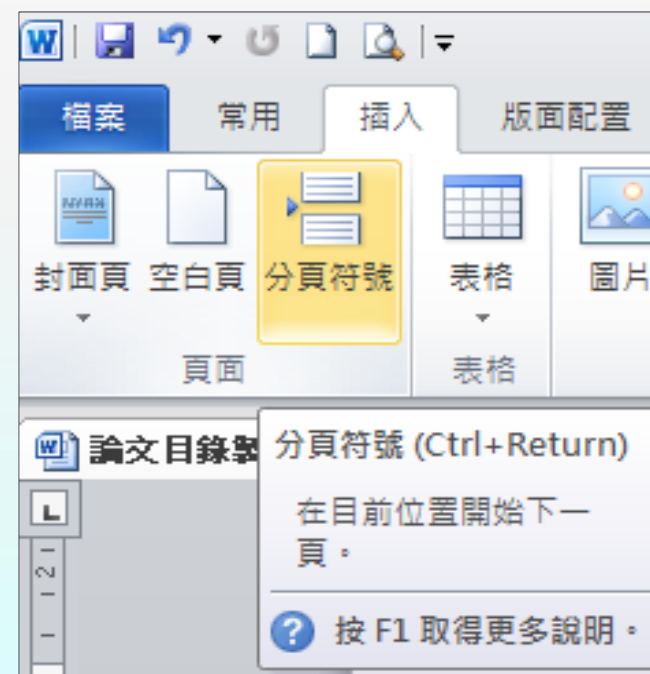 檔案 常用 插入 版面配置
封面頁 空白頁 分頁符號 表格 圖片
頁面 表格
論文目錄
分頁符號 (Ctrl+Return)
在目前位置開始下一
頁。
按 F1 取得更多說明。
L
2